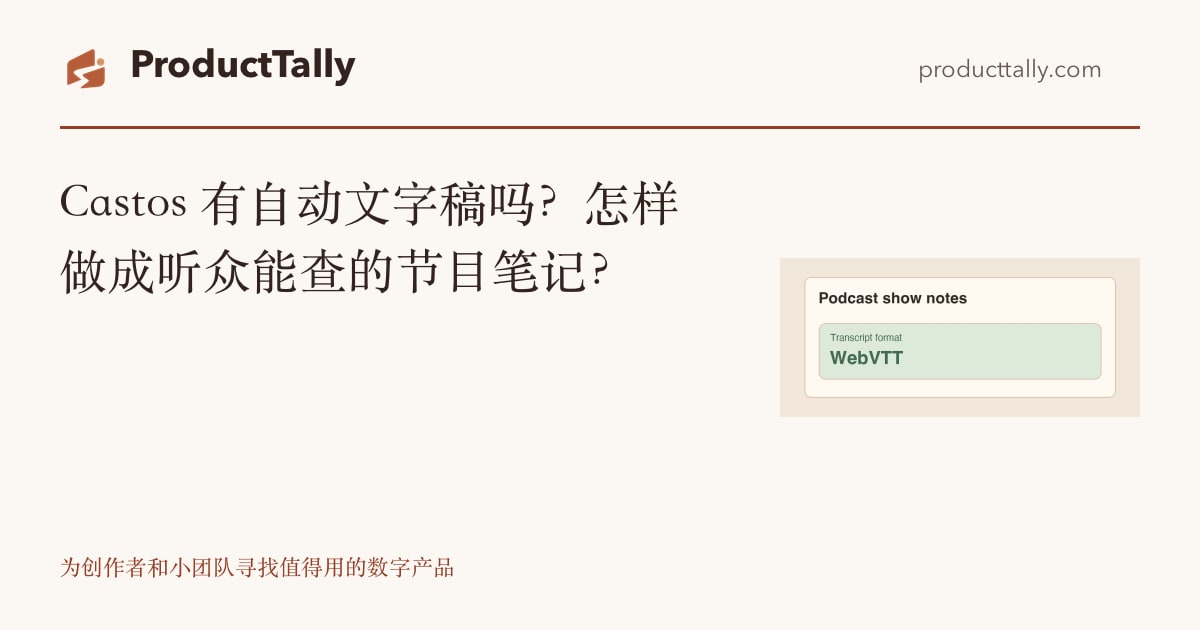 ProductTally
producttally.com
Castos 有自动文字稿吗？怎样
做成听众能查的节目笔记？
Podcast show notes
Transcript format
WebVTT
为创作者和小团队寻找值得用的数字产品